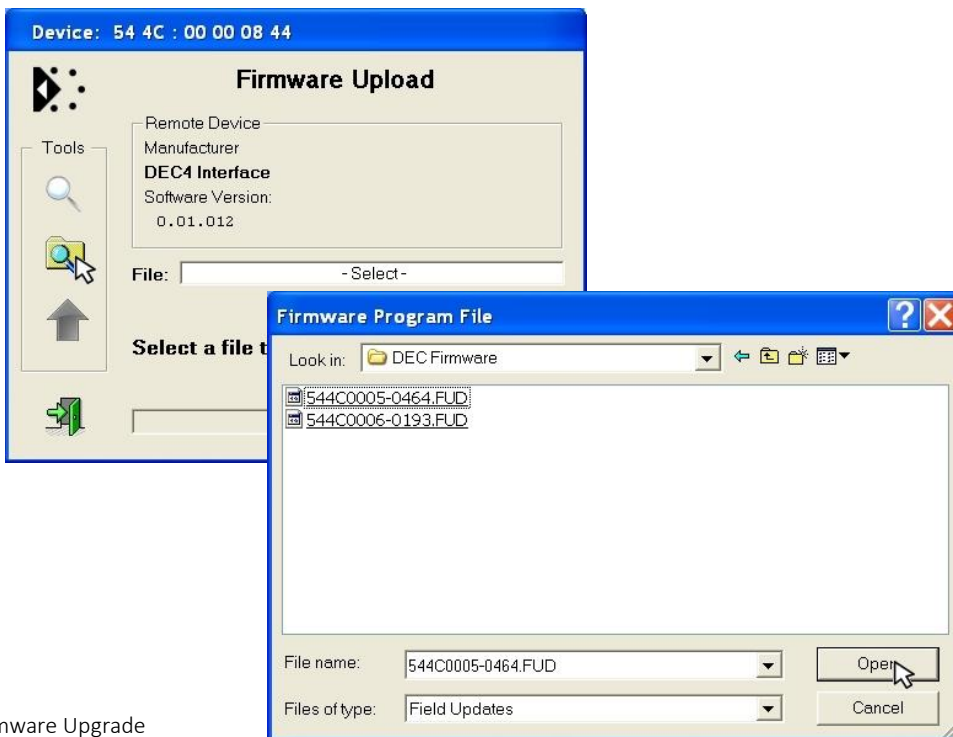 Device: 54 4C : 00 00 08 44
Firmware Upload
Tools
Remote Device
Manufacturer
DEC4 Interface
Software Version:
0.01.012
File: -Select-
Select a file
Firmware Program File
Look in: DEC Firmware
544C0005-0464.FUD
544C0006-0193.FUD
File name: 544C0005-0464.FUD
Open
Files of type: Field Updates
Cancel
Upgrade